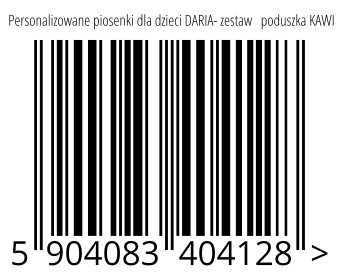 Personalizowane piosenki dla dzieci DARIA- zestaw poduszka KAWI
5 904083 404128 >